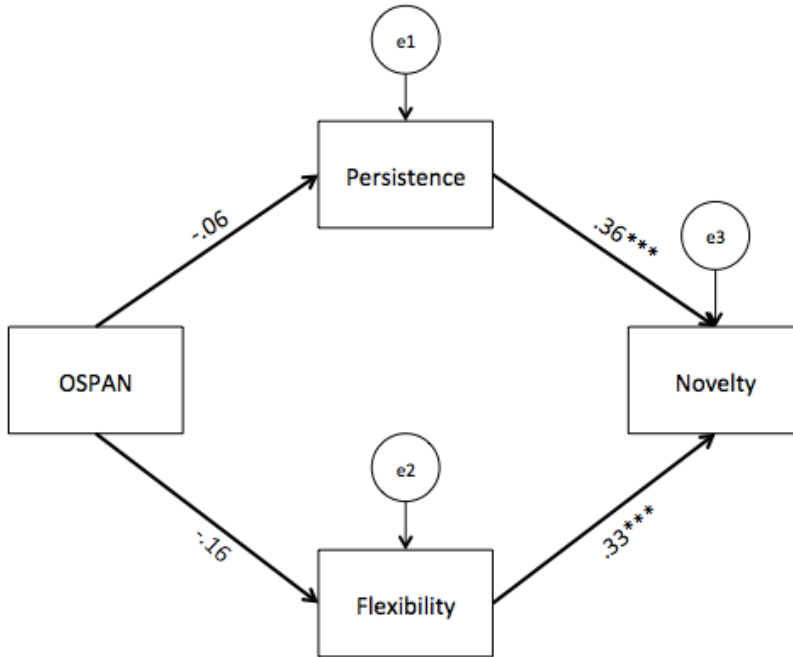 e1
Persistence
-.06
.36***
e3
OSPAN
Novelty
e2
-.16
.33***
Flexibility